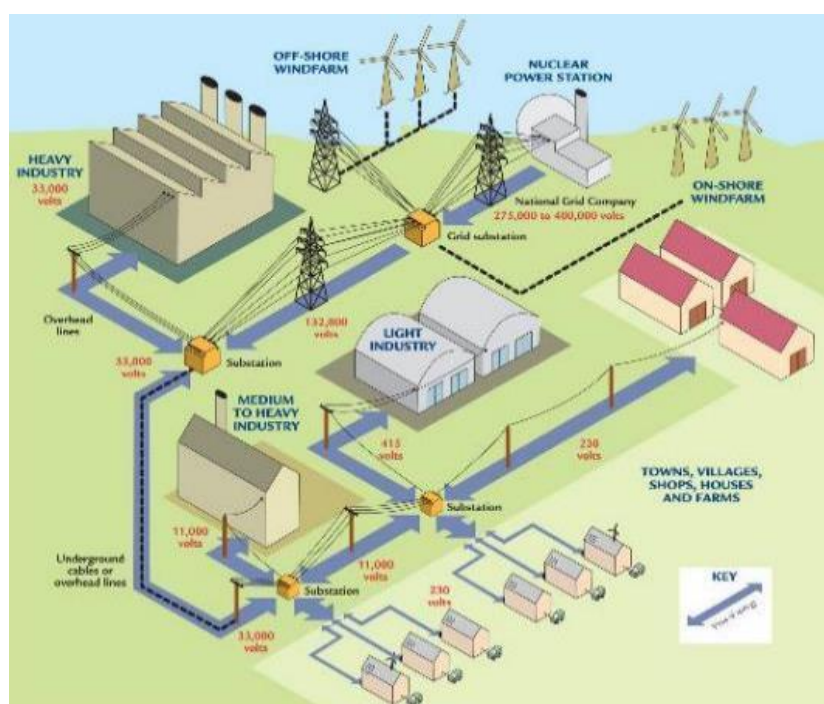 OFF-SHORE
WINDFARM
NUCLEAR
POWER STATION
HEAVY
INDUSTRY
33,000
volts
National Grid Company
275,000 to 400,000 volts
ON-SHORE
WINDFARM
Grid substation
Overhead
lines
132,000
volts
LIGHT
INDUSTRY
33,000
volts
Substation
MEDIUM
TO HEAVY
INDUSTRY
415
volts
230
volts
TOWNS, VILLAGES,
SHOPS, HOUSES
AND FARMS
Substation
11,000
volts
11,000
volts
Underground
cables or
overhead lines
Substation
230
volts
33,000
volts
KEY